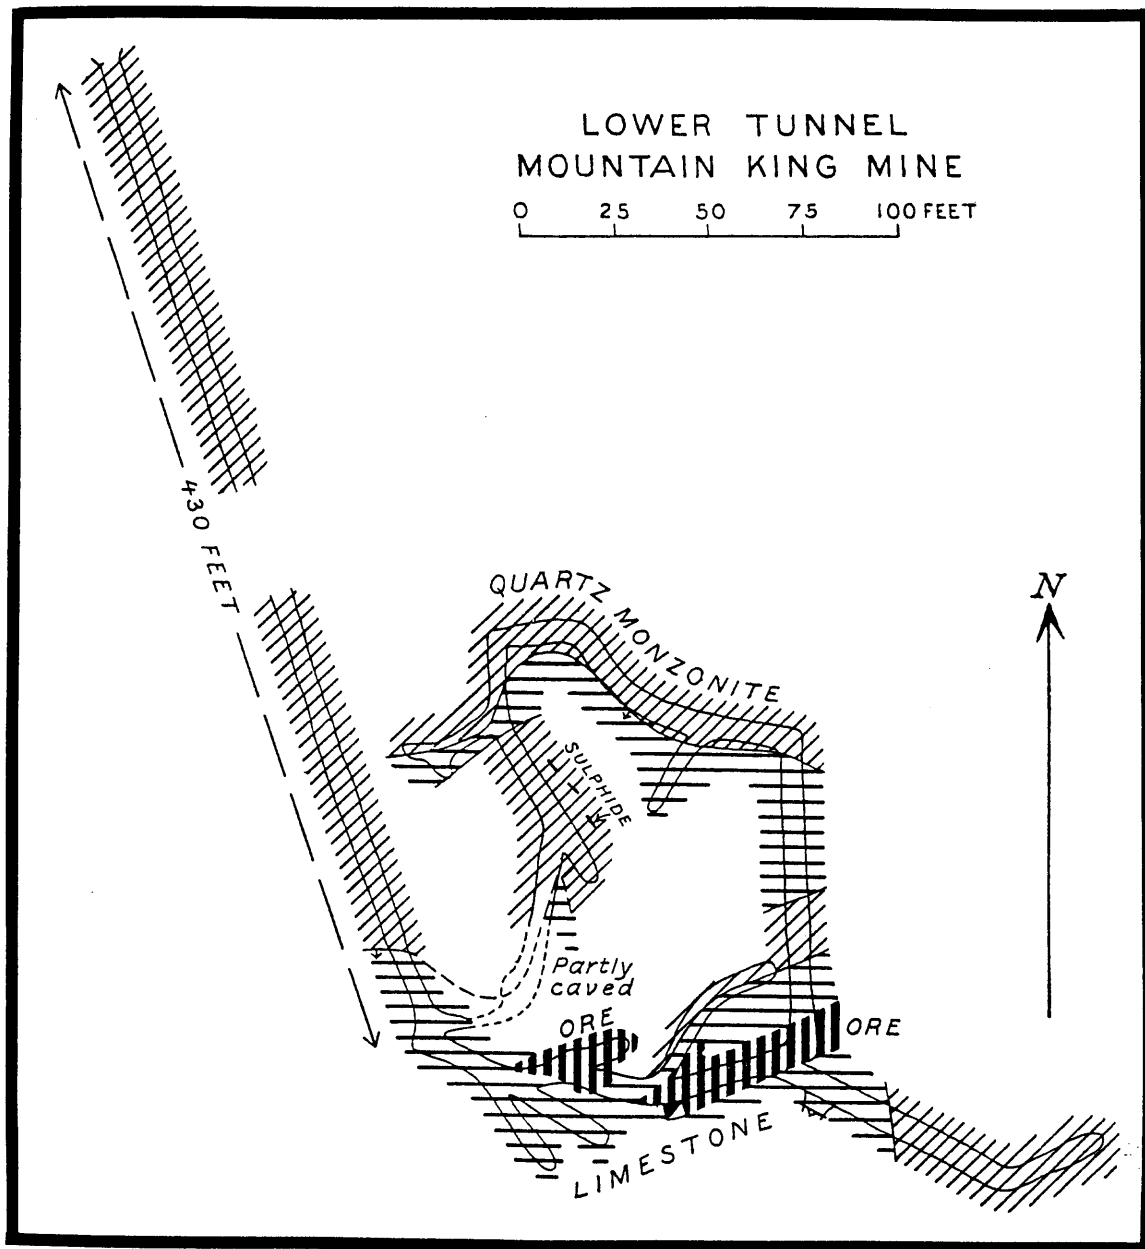 LOWER TUNNEL
MOUNTAIN KING MINE
0 25 50 75 100 FEET
430 FEET
QUARTZ MONZONITE
N
SULPHIDE
Partly
caved
ORE
ORE
LIMESTONE